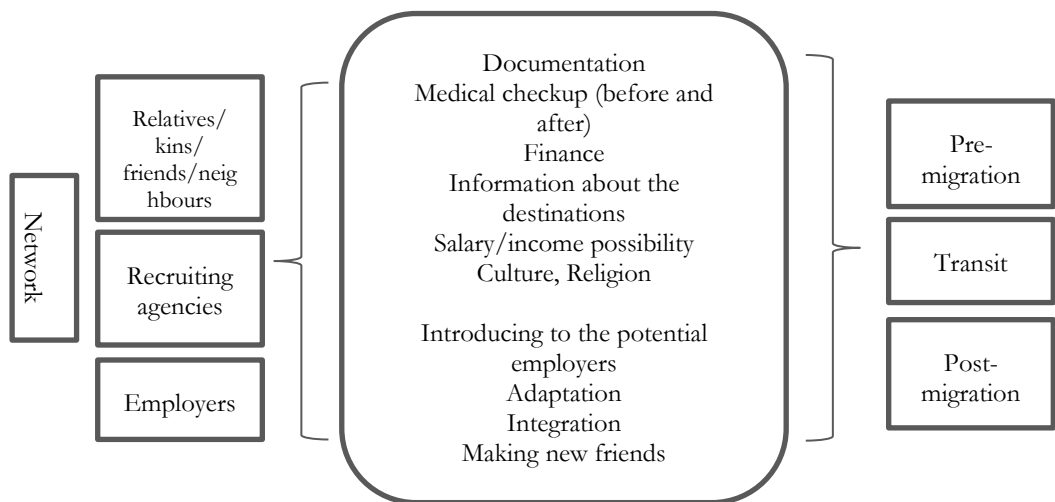 Network
Relatives/
kins/
friends/neig
hbours
Recruiting
agencies
Employers
Documentation
Medical checkup (before and
after)
Finance
Information about the
destinations
Salary/income possibility
Culture, Religion
Introducing to the potential
employers
Adaptation
Integration
Making new friends
Pre-
migration
Transit
Post-
migration